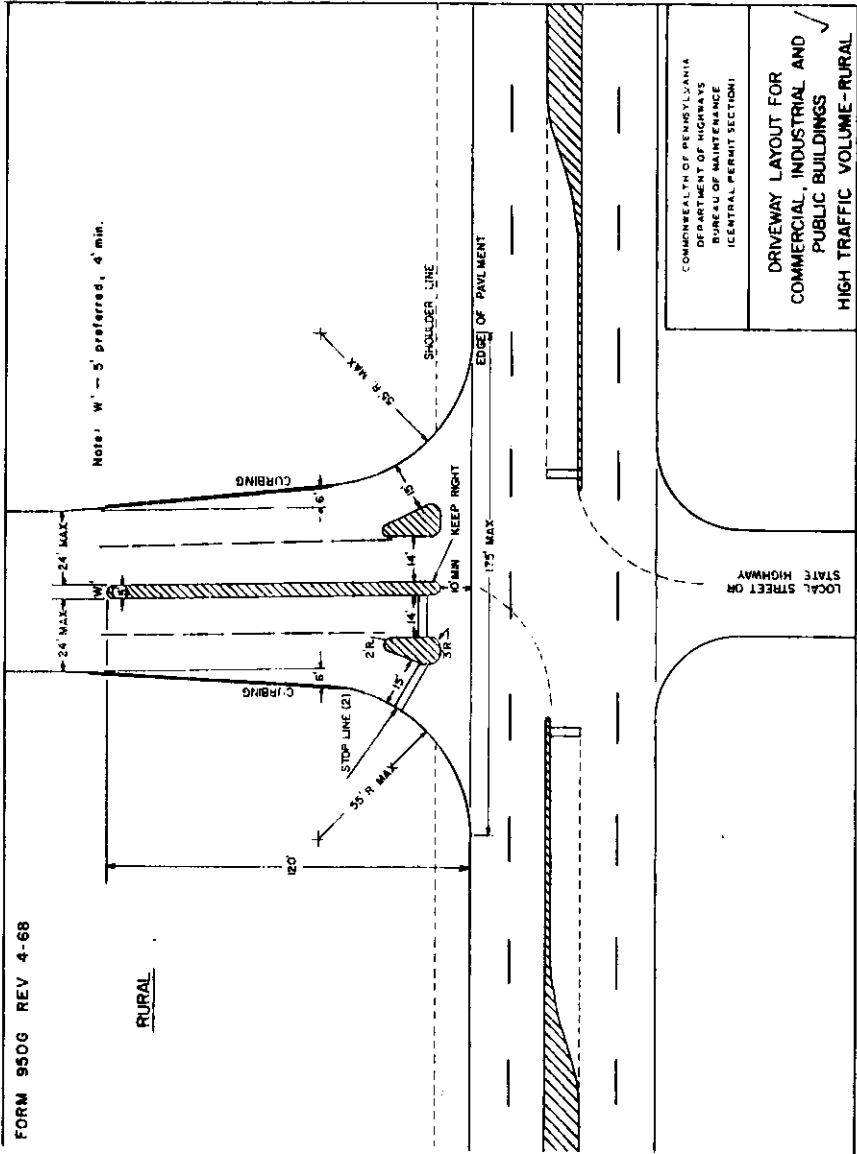 FORM 950G REV 4-68
RURAL
Note: W' - 5' preferred, 4' min.
24' MAX
24' MAX
W'
5'
CURBING
CURBING
6'
6'
120'
STOP LINE (2)
55' R MAX
55' R MAX
15'
15'
2'R
3'R
14'
14'
10' MIN
KEEP RIGHT
175' MAX
SHOULDER LINE
EDGE OF PAVEMENT
LOCAL STREET OR
STATE HIGHWAY
COMMONWEALTH OF PENNSYLVANIA
DEPARTMENT OF HIGHWAYS
BUREAU OF MAINTENANCE
(CENTRAL PERMIT SECTION)
DRIVEWAY LAYOUT FOR
COMMERCIAL, INDUSTRIAL AND
PUBLIC BUILDINGS
HIGH TRAFFIC VOLUME-RURAL